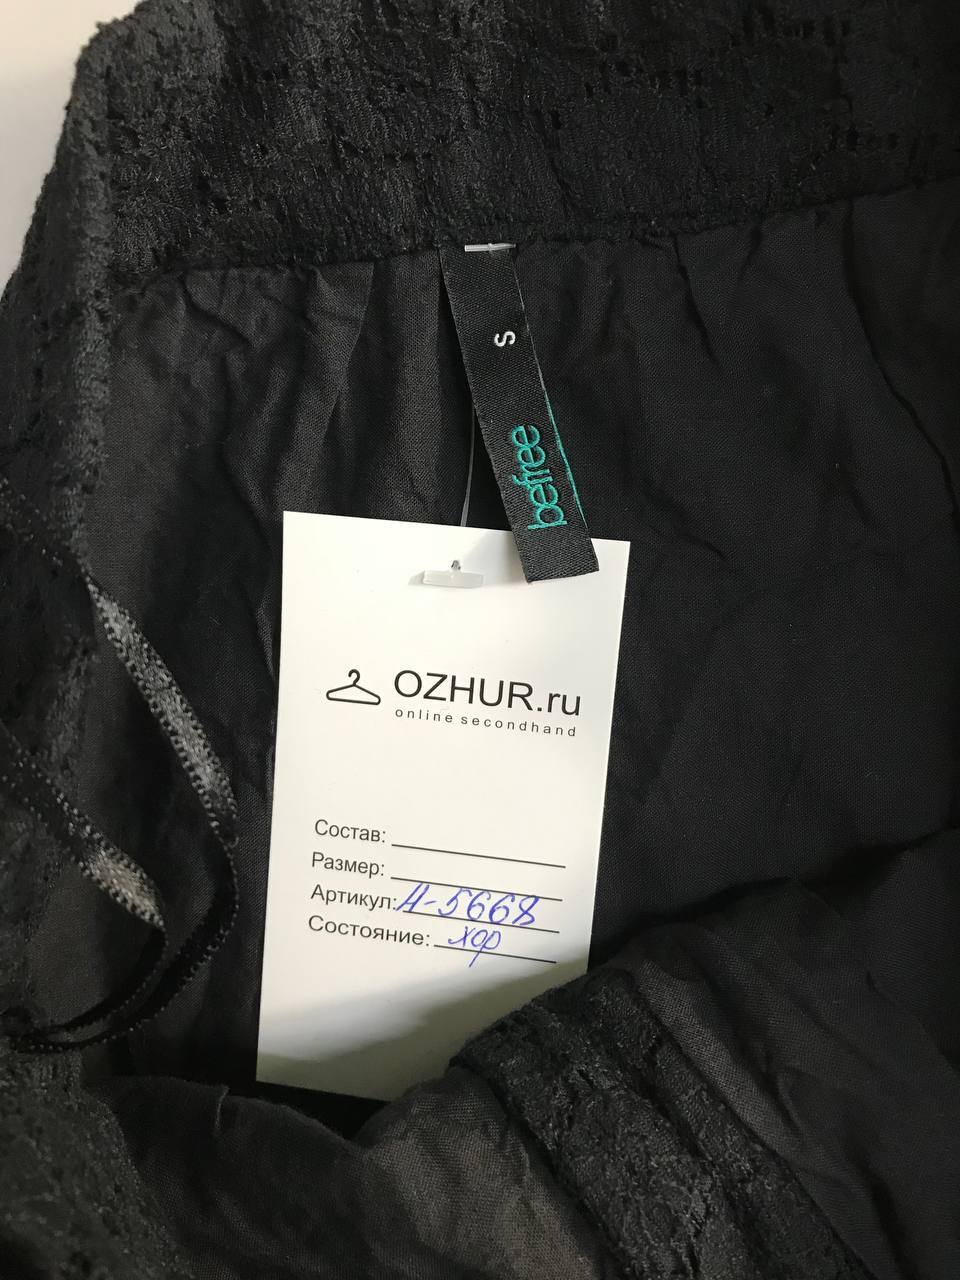 S
befree
OZHUR.ru
online secondhand
Состав:
Размер:
Артикул: А-5668
Состояние: хор